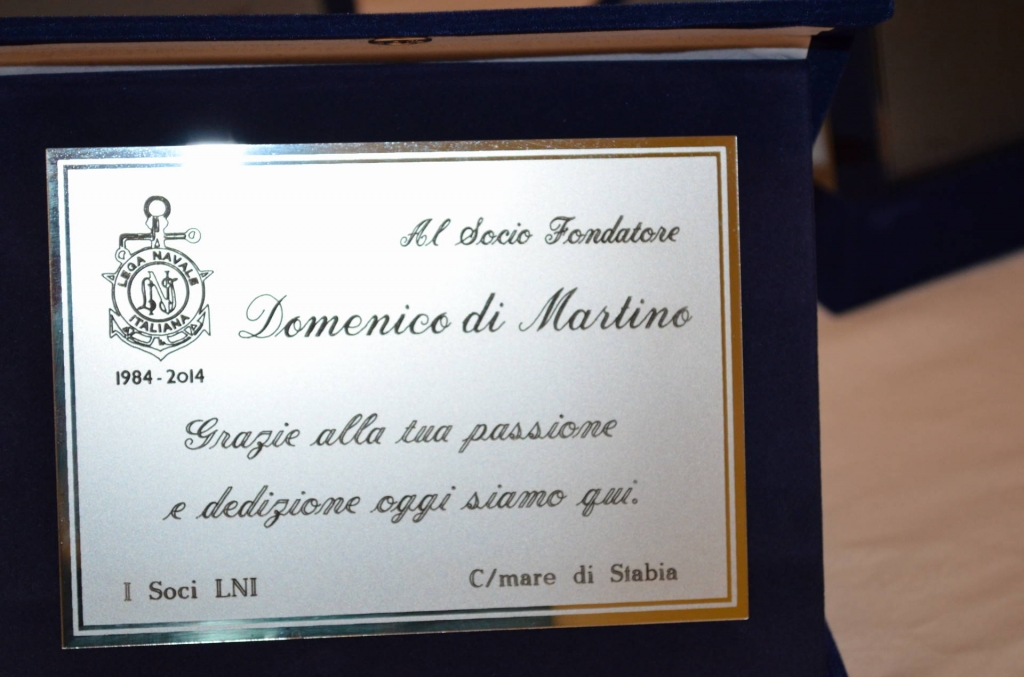 Al Socio Fondatore
LEGA NAVALE
LNI
ITALIANA
Domenico di Martino
1984-2014
Grazie alla tua passione
e dedizione oggi siamo qui.
I Soci LNI
C/mare di Stabia